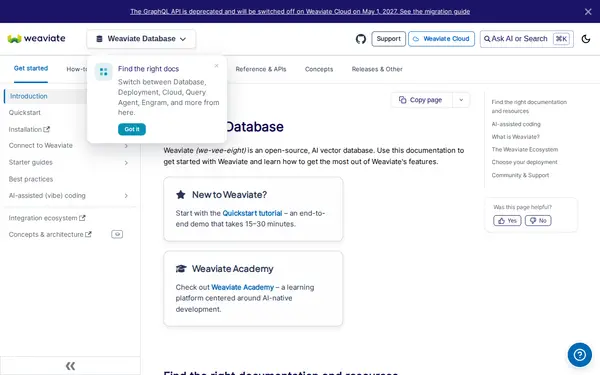 The GraphQL API is deprecated and will be switched off on Weaviate Cloud on May 1, 2027. See the migration guide
weaviate
Weaviate Database
Support
Weaviate Cloud
Ask AI or Search
⌘K
Get started
How-to
Reference & APIs
Concepts
Releases & Other
Find the right docs
Switch between Database,
Deployment, Cloud, Query
Agent, Engram, and more from
here.
Got it
Introduction
Quickstart
Installation
Connect to Weaviate
Starter guides
Best practices
AI-assisted (vibe) coding
Integration ecosystem
Concepts & architecture
Copy page
Database
Weaviate (we-vee-eight) is an open-source, AI vector database. Use this documentation to
get started with Weaviate and learn how to get the most out of Weaviate's features.
New to Weaviate?
Start with the Quickstart tutorial – an end-to-
end demo that takes 15–30 minutes.
Weaviate Academy
Check out Weaviate Academy – a learning
platform centered around AI-native
development.
Find the right documentation and resources
Find the right documentation
and resources
AI-assisted coding
What is Weaviate?
The Weaviate Ecosystem
Choose your deployment
Community & Support
Was this page helpful?
Yes
No